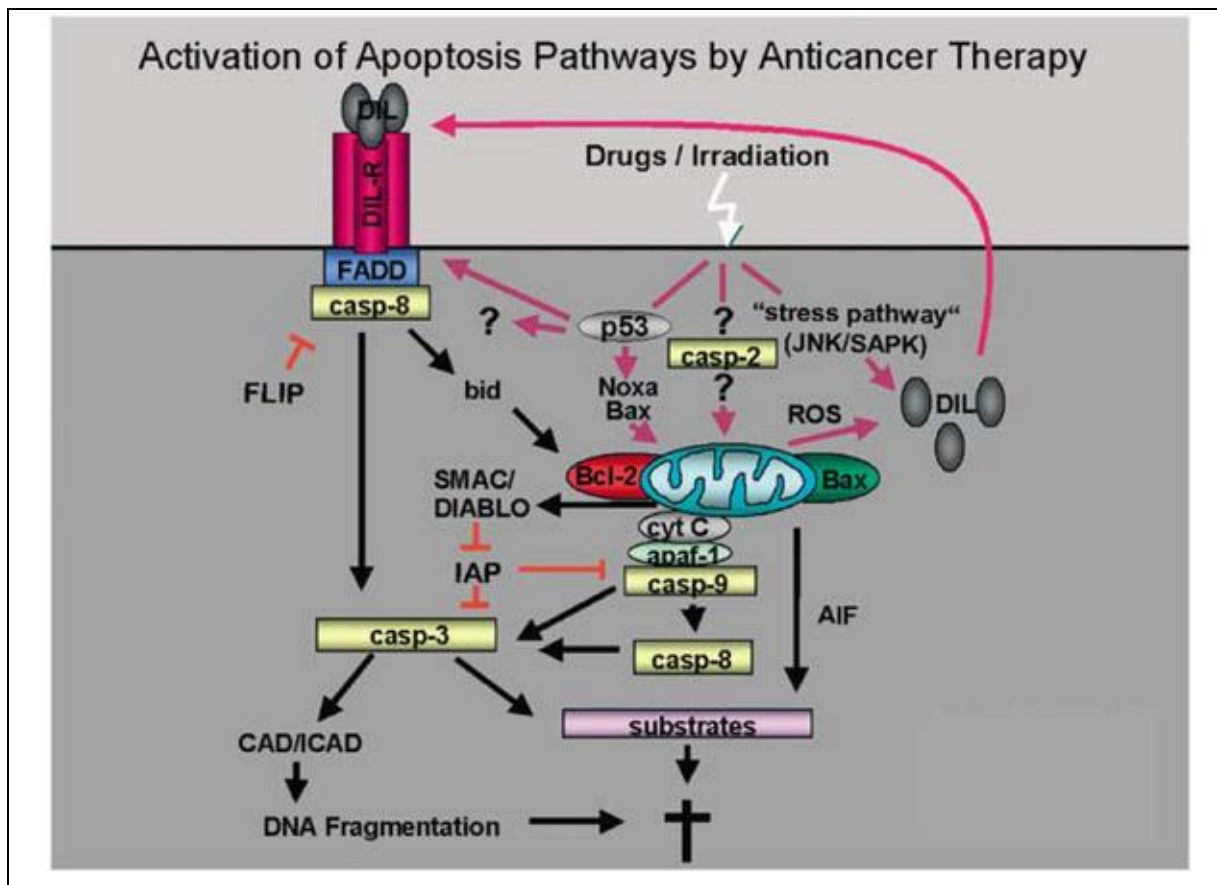 Activation of Apoptosis Pathways by Anticancer Therapy
DIL
Drugs / Irradiation
DIL-R
FADD
casp-8
FLIP
bid
?
p53
Noxa
Bax
?
casp-2
?
“stress pathway“
(JNK/SAPK)
ROS
DIL
Bcl-2
Bax
SMAC/
DIABLO
cyt C
apaf-1
casp-9
IAP
AIF
casp-3
casp-8
substrates
CAD/ICAD
DNA Fragmentation